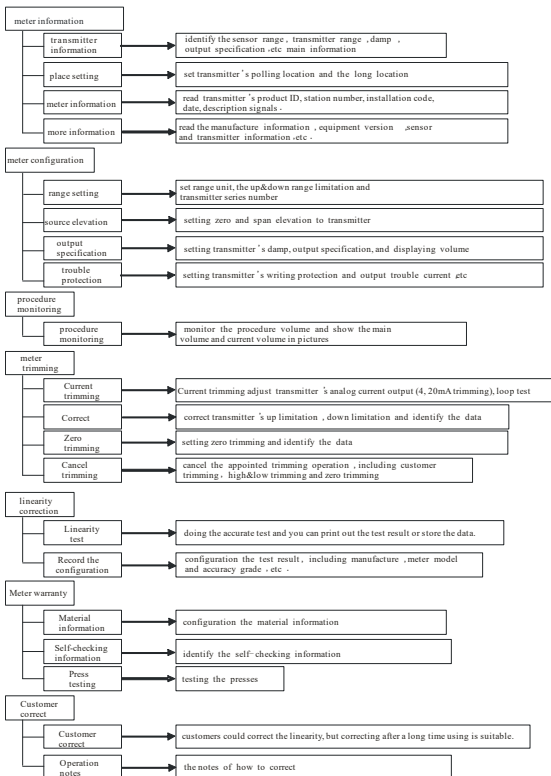 meter information
transmitter
information
identify the sensor range , transmitter range , damp ,
output specification , etc main information
place setting
set transmitter's polling location and the long location
meter information
read transmitter's product ID, station number, installation code,
date, description signals .
more information
read the manufacture information , equipment version ,sensor
and transmitter information , etc .
meter configuration
range setting
set range unit, the up&down range limitation and
transmitter series number
source elevation
setting zero and span elevation to transmitter
output
specification
setting transmitter's damp, output specification, and displaying volume
trouble
protection
setting transmitter's writing protection and output trouble current ,etc
procedure
monitoring
procedure
monitoring
monitor the procedure volume and show the main
volume and current volume in pictures
meter
trimming
Current
trimming
Current trimming adjust transmitter 's analog current output (4, 20mA trimming), loop test
Correct
correct transmitter's up limitation , down limitation and identify the data
Zero
trimming
setting zero trimming and identify the data
Cancel
trimming
cancel the appointed trimming operation , including customer
trimming, high&low trimming and zero trimming
linearity
correction
Linearity
test
doing the accurate test and you can print out the test result or store the data.
Record the
configuration
configuration the test result, including manufacture ,meter model
and accuracy grade , etc .
Meter warranty
Material
information
configuration the material information
Self-checking
information
identify the self-checking information
Press
testing
testing the presses
Customer
correct
Customer
correct
customers could correct the linearity, but correcting after a long time using is suitable.
Operation
notes
the notes of how to correct